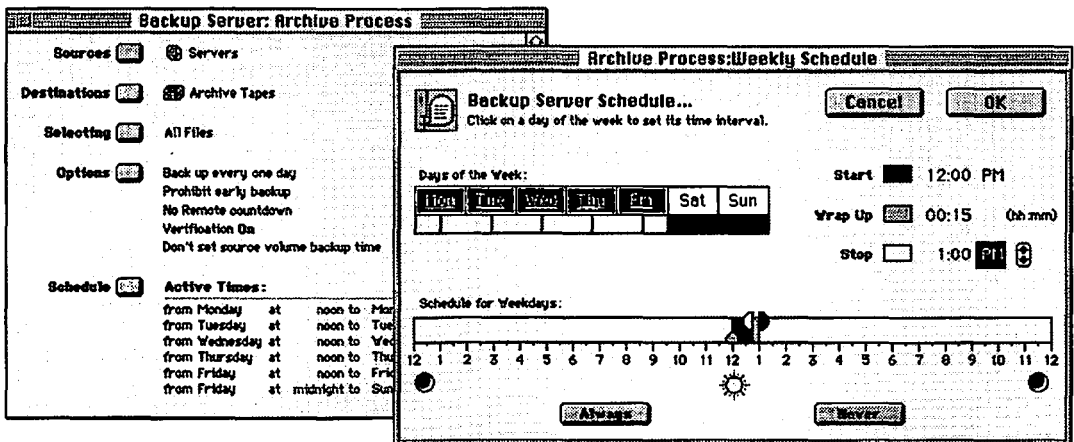 Backup Server: Archive Process
Sources Servers
Destinations Archive Tapes
Selecting All Files
Options Back up every one day
Prohibit early backup
No Remote countdown
Verification On
Don't set source volume backup time
Schedule Active Times:
from Monday at noon to
from Tuesday at noon to Tue
from Wednesday at noon to Wed
from Thursday at noon to Thu
from Friday at noon to
from Friday at midnight to Sun
Archive Process:Weekly Schedule
Backup Server Schedule...
Click on a day of the week to set its time interval.
Cancel OK
Days of the Week:
Mon Tue Wed Thu Fri Sat Sun
Start 12:00 PM
Wrap Up 00:15 (hh:mm)
Stop 1:00 PM
Schedule for Weekdays:
12 1 2 3 4 5 6 7 8 9 10 11 12 1 2 3 4 5 6 7 8 9 10 11 12
Always Never